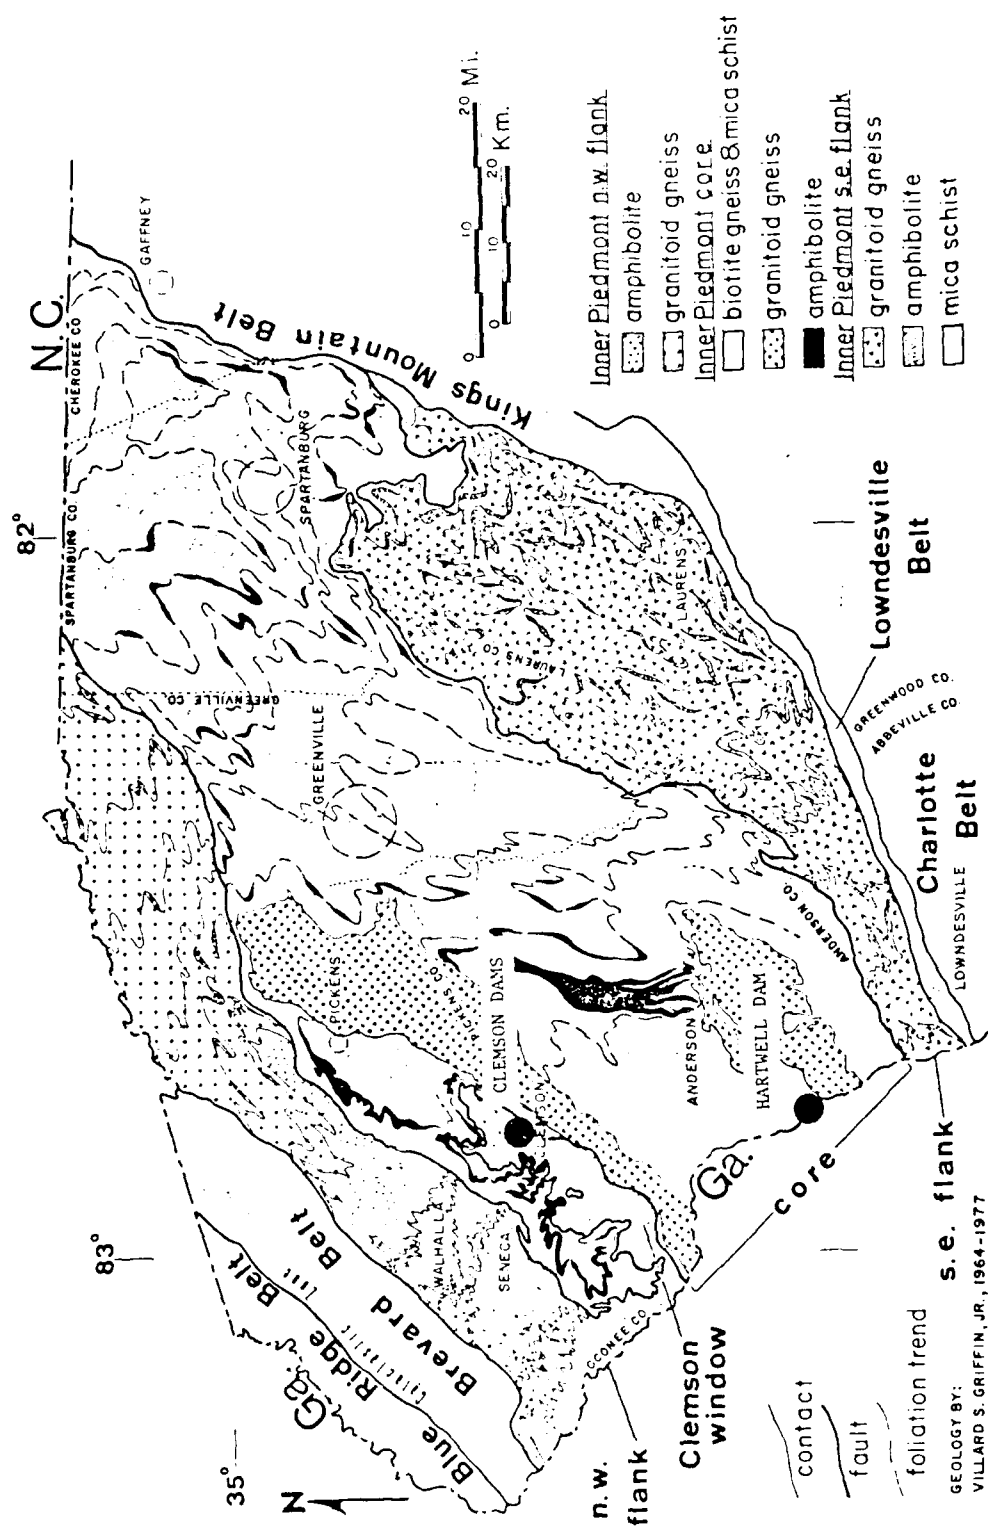 N. C.
CHEROKEE CO
SPARTANBURG CO.
82°
83°
35°
N
GAFFNEY
Kings Mountain Belt
SPARTANBURG
GREENVILLE CO
GREENVILLE
LAURENS CO
LAURENS
PICKENS
PICKENS CO
CLEMSON DAMS
ANDERSON
HARTWELL DAM
ANDERSON CO.
WALHALLA
SENECA
OCONEE CO
Ga.
Blue Ridge Belt
Brevard Belt
Ga.
Lowndesville
Belt
GREENWOOD CO.
ABBEVILLE CO.
Charlotte
Belt
LOWNDESVILLE
s. e. flank
core
Clemson
window
n. w.
flank
0 10 20 Mi.
0 10 20 Km.
Inner Piedmont n.w. flank
amphibolite
granitoid gneiss
Inner Piedmont core
biotite gneiss & mica schist
granitoid gneiss
amphibolite
Inner Piedmont s.e. flank
granitoid gneiss
amphibolite
mica schist
contact
fault
foliation trend
GEOLOGY BY:
VILLARD S. GRIFFIN, JR., 1964-1977